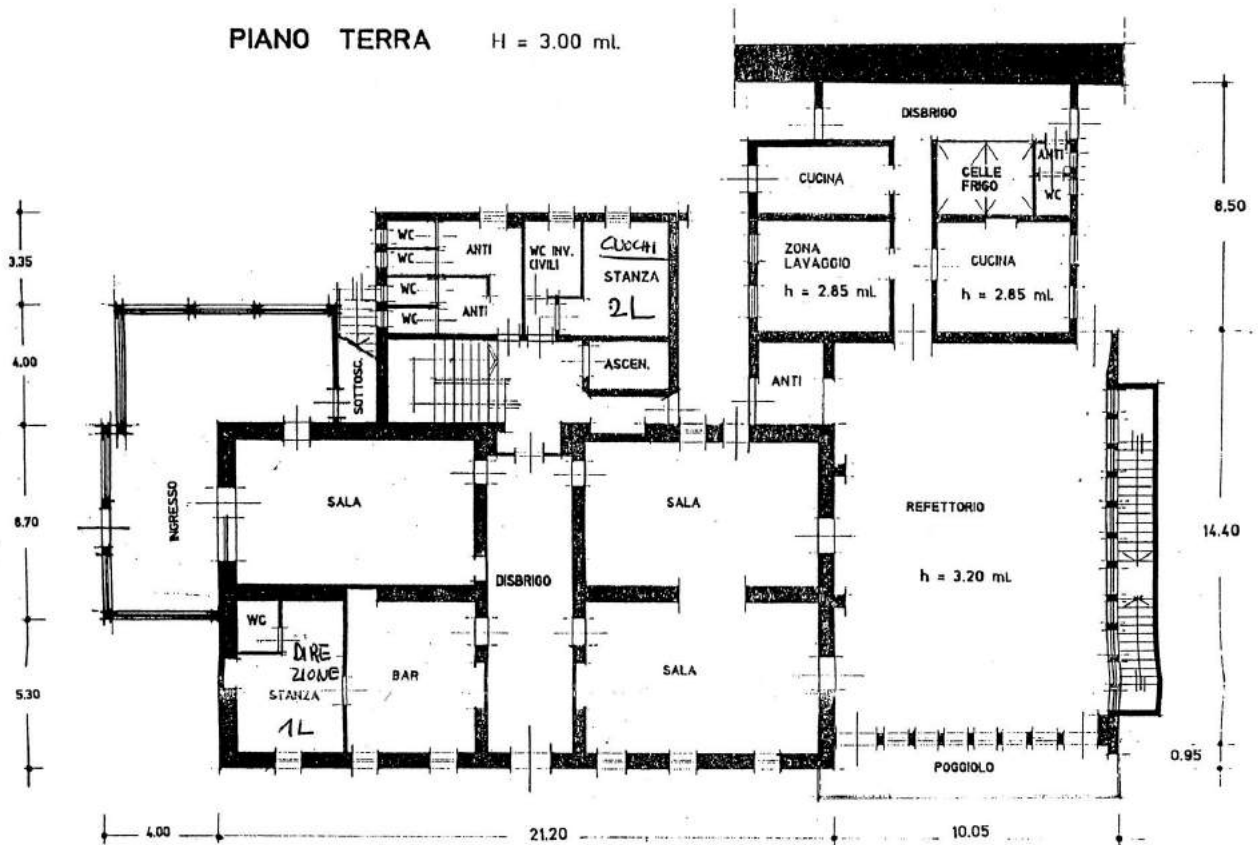 PIANO TERRA H = 3.00 ml.
DISBRIGO
CUCINA
CELLE
FRIGO
ANTI
WC
8,50
3.35
WC
WC
WC
WC
ANTI
ANTI
WC INV.
CIVILI
CUOCHI
STANZA
2L
ZONA
LAVAGGIO
h = 2.85 ml.
CUCINA
h = 2.85 ml.
4.00
SOTTOSC.
ASCEN.
ANTI
6.70
INGRESSO
SALA
DISBRIGO
SALA
REFETTORIO
h = 3.20 ml.
14.40
WC
DIRE
ZIONE
STANZA
1L
BAR
SALA
5.30
POGGIOLO
0.95
4.00
21.20
10.05